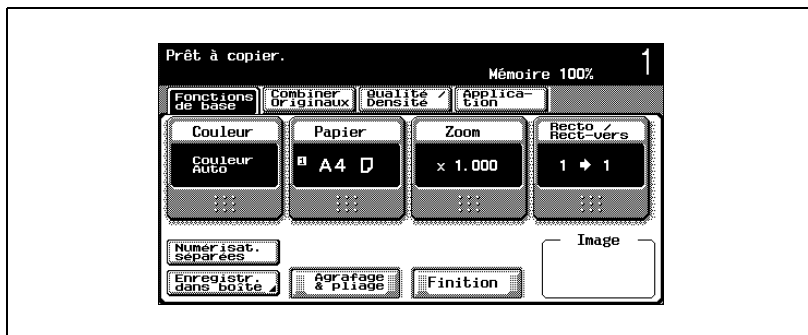 Prêt à copier.
Mémoire 100%
1
Fonctions
de base
Combiner
Originaux
Qualité /
Densité
Applica-
tion
Couleur
Papier
Zoom
Recto /
Rect-vers
Couleur
Auto
1 A4
x 1.000
1 ➔ 1
Numérisat.
séparées
Image
Enregistr.
dans boîte
Agrafage
& pliage
Finition